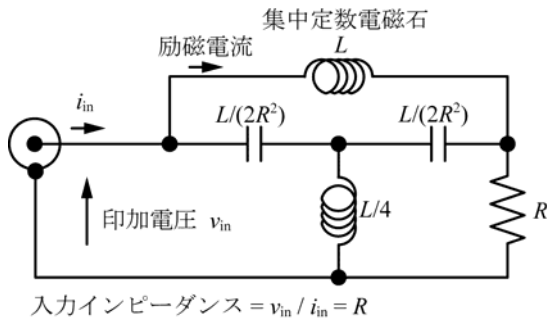 集中定数電磁石
励磁電流
L
i_in
L/(2R²)
L/(2R²)
印加電圧 v_in
L/4
R
入力インピーダンス = v_in / i_in = R